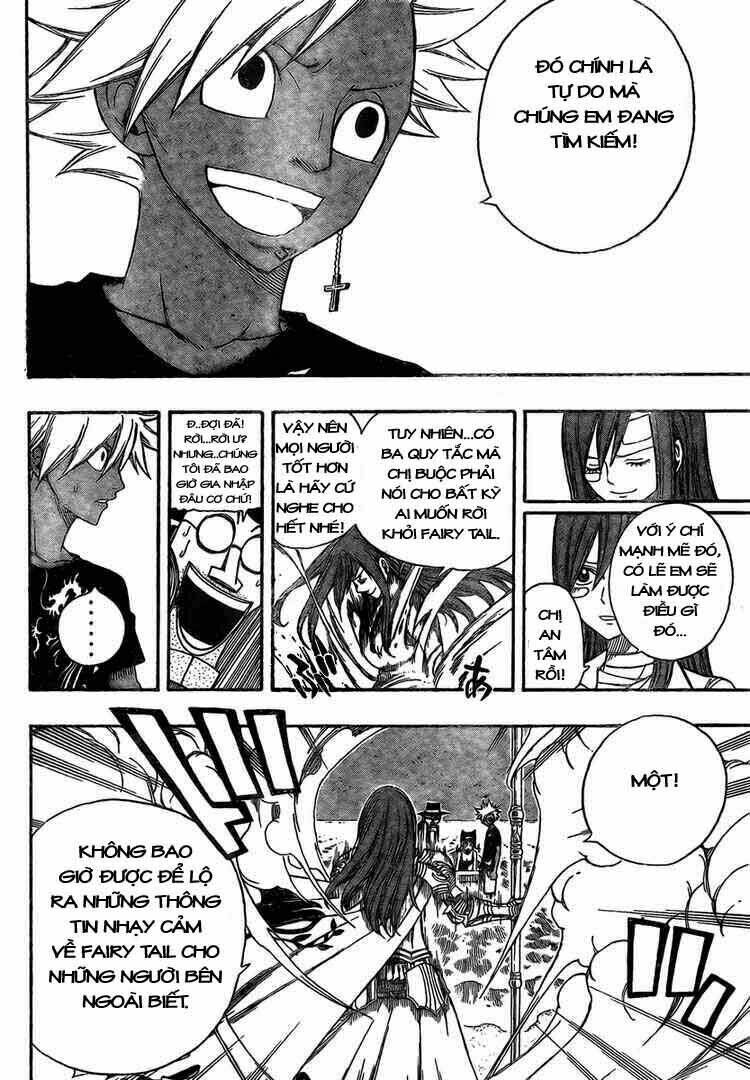 ĐÓ CHÍNH LÀ
TỰ DO MÀ
CHÚNG EM ĐANG
TÌM KIẾM!
VỚI Ý CHÍ
MẠNH MẼ ĐÓ,
CÓ LẼ EM SẼ
LÀM ĐƯỢC
ĐIỀU GÌ
ĐÓ...
CHỊ
AN
TÂM
RỒI!
TUY NHIÊN...CÓ
BA QUY TẮC MÀ
CHỊ BUỘC PHẢI
NÓI CHO BẤT KỲ
AI MUỐN RỜI
KHỎI FAIRY TAIL.
VẬY NÊN
MỌI NGƯỜI
TỐT HƠN
LÀ HÃY CỨ
NGHE CHO
HẾT NHÉ!
ぶ
あ
Đ..ĐỢI ĐÃ!
RỜI...RỜI Ư?
NHƯNG..CHÚNG
TÔI ĐÃ BAO
GIỜ GIA NHẬP
ĐÂU CƠ CHỨ!
......
MỘT!
KHÔNG BAO
GIỜ ĐƯỢC ĐỂ LỘ
RA NHỮNG THÔNG
TIN NHẠY CẢM
VỀ FAIRY TAIL CHO
NHỮNG NGƯỜI BÊN
NGOÀI BIẾT.